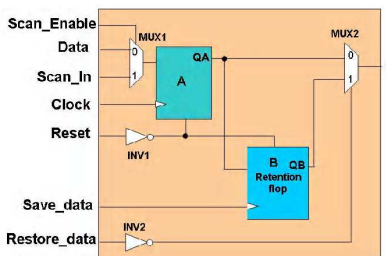 Scan_Enable
MUX1
MUX2
Data
0
QA
0
Scan_In
1
A
1
Clock
Reset
INV1
B
QB
Retention
flop
Save_data
INV2
Restore_data